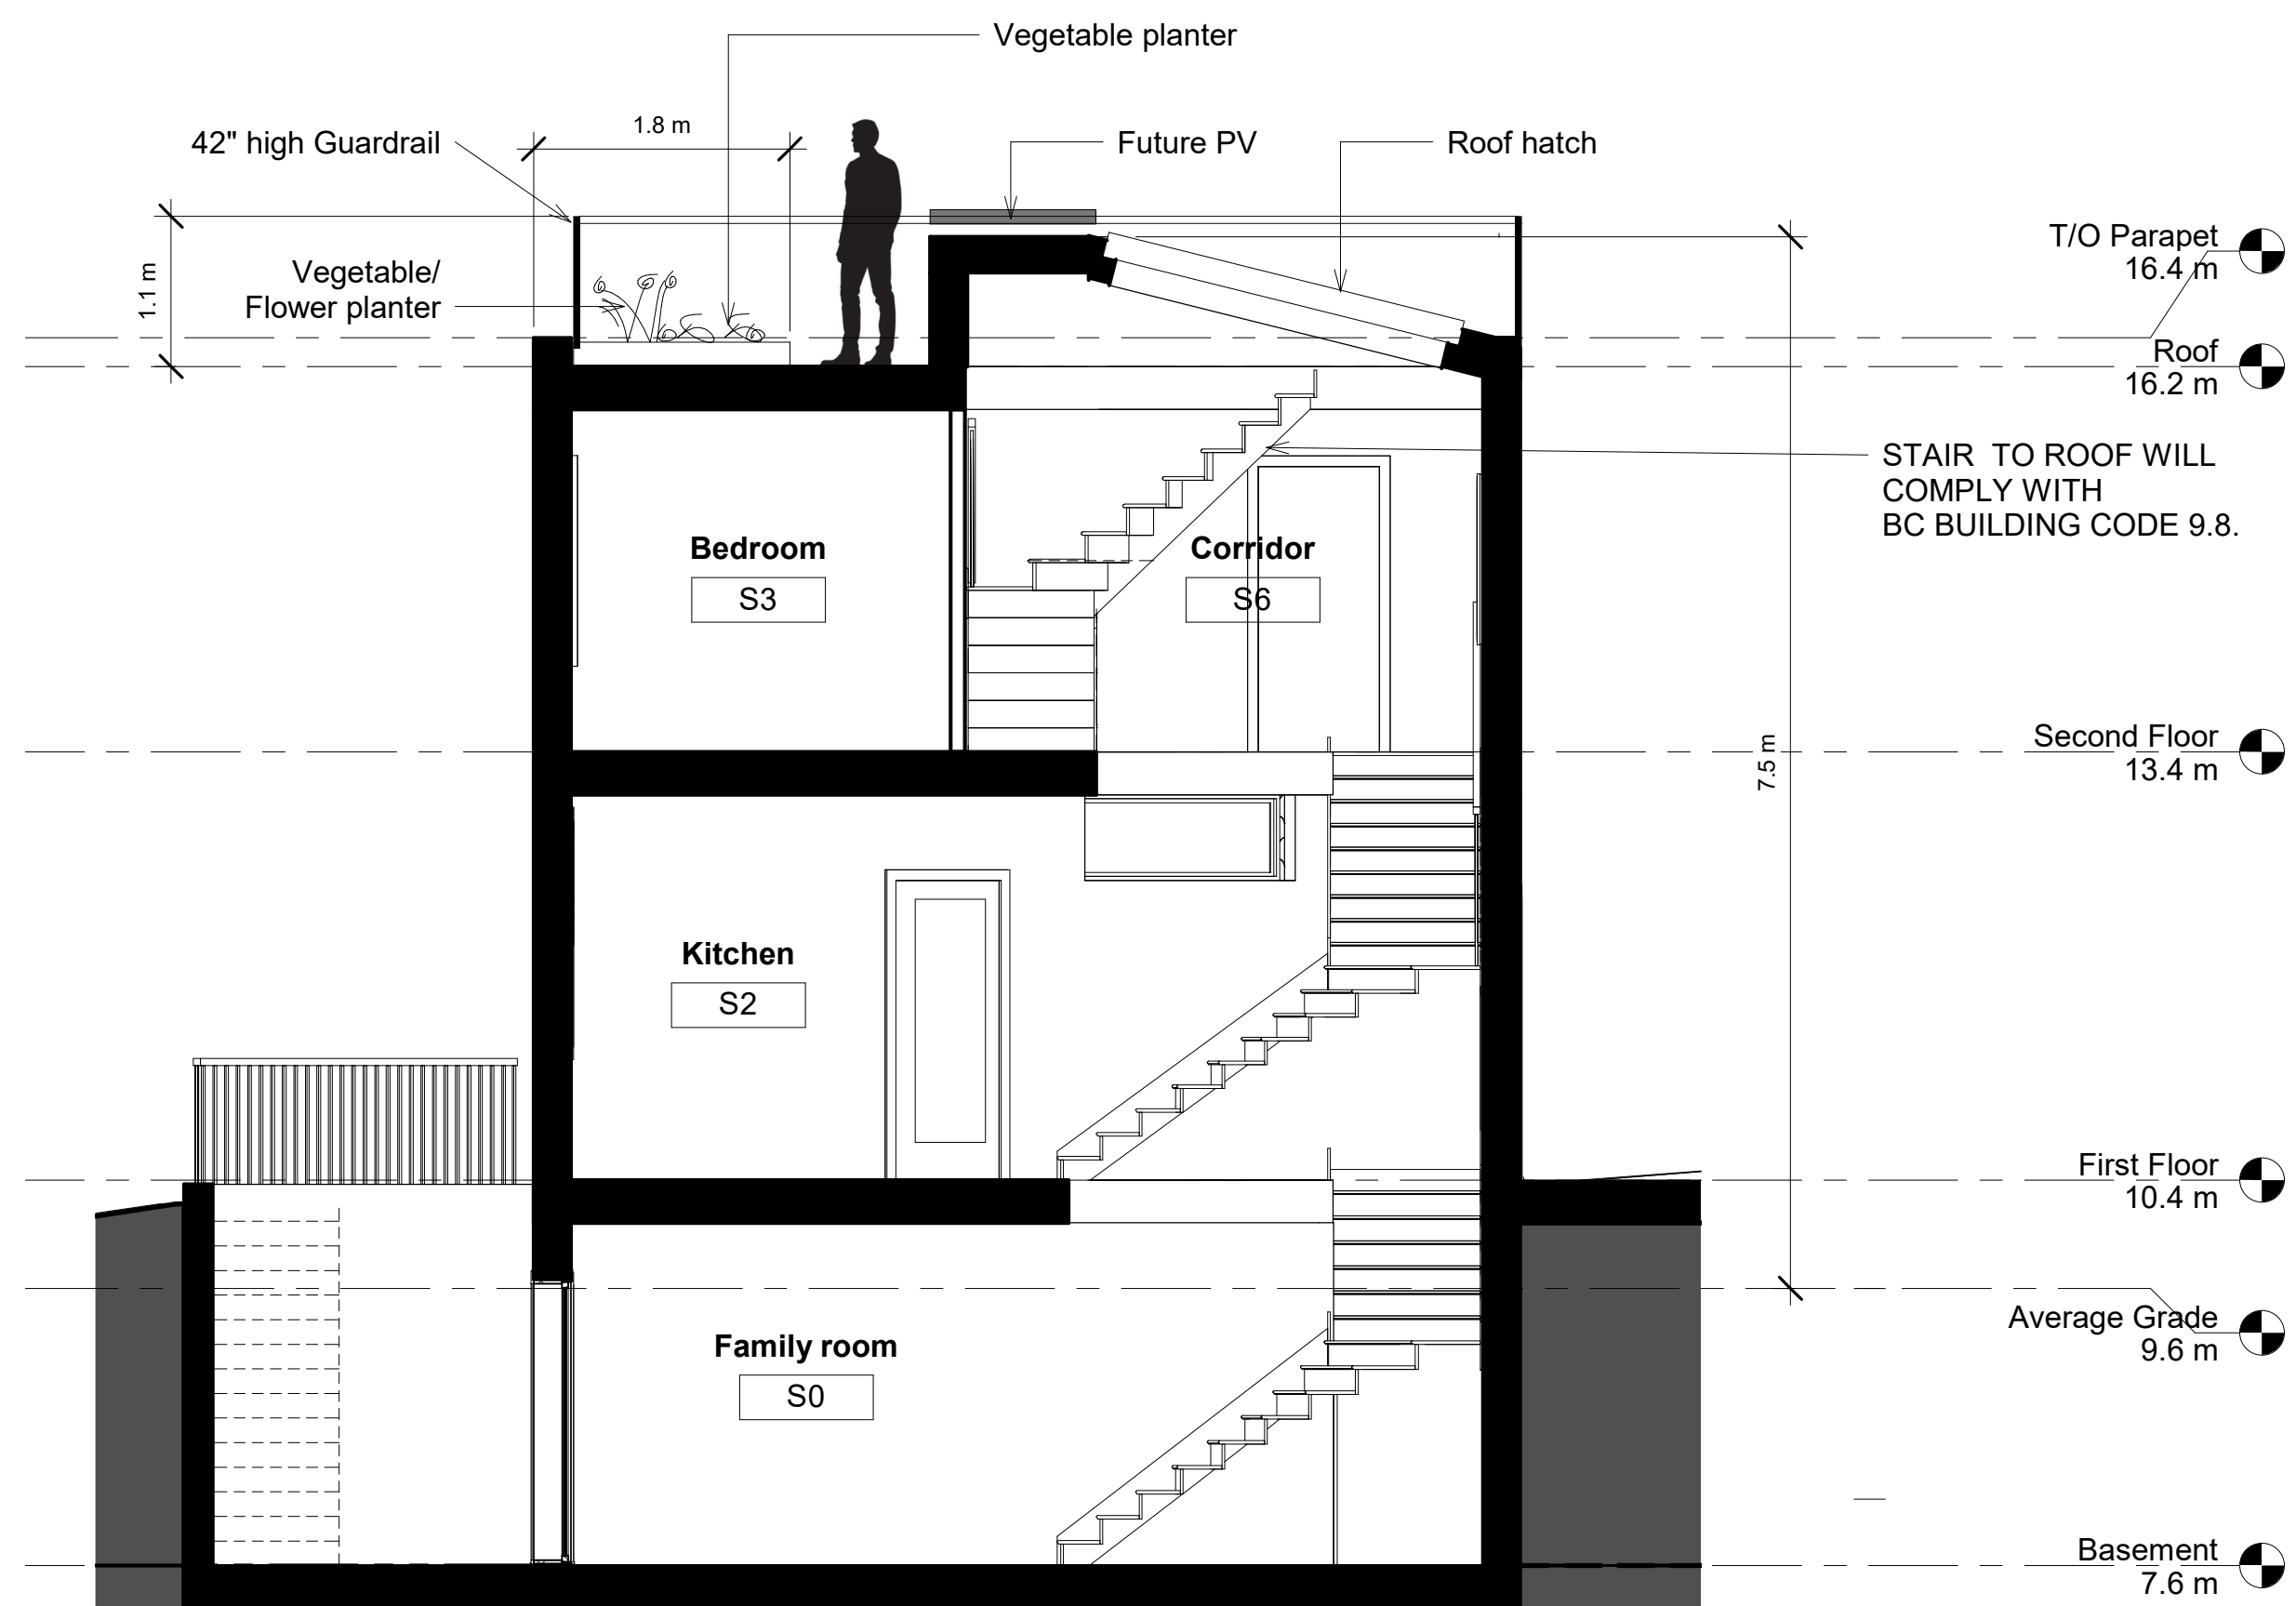 Vegetable planter
1.8 m
42" high Guardrail
Future PV
Roof hatch
T/O Parapet
16.4 m
1.1 m
Vegetable/
Flower planter
Roof
16.2 m
STAIR TO ROOF WILL
COMPLY WITH
BC BUILDING CODE 9.8.
Bedroom
S3
Corridor
S6
Second Floor
13.4 m
7.5 m
Kitchen
S2
First Floor
10.4 m
Average Grade
9.6 m
Family room
S0
Basement
7.6 m